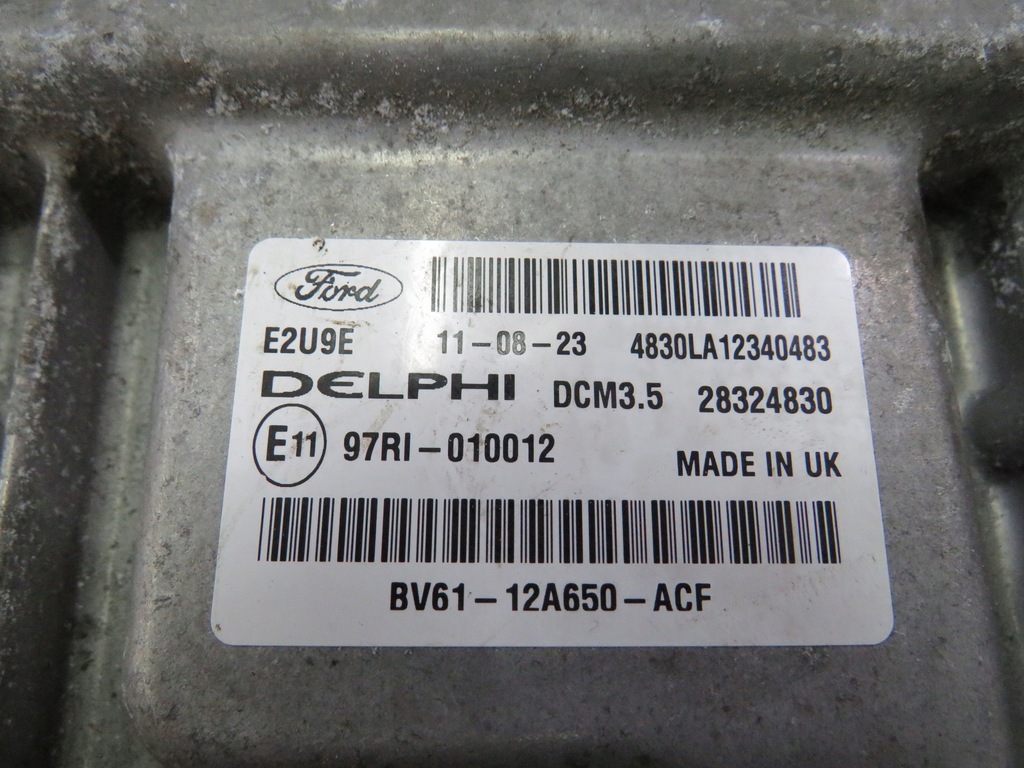 Ford
E2U9E 11-08-23 4830LA12340483
DELPHI DCM3.5 28324830
E11 97RI-010012 MADE IN UK
BV61-12A650-ACF